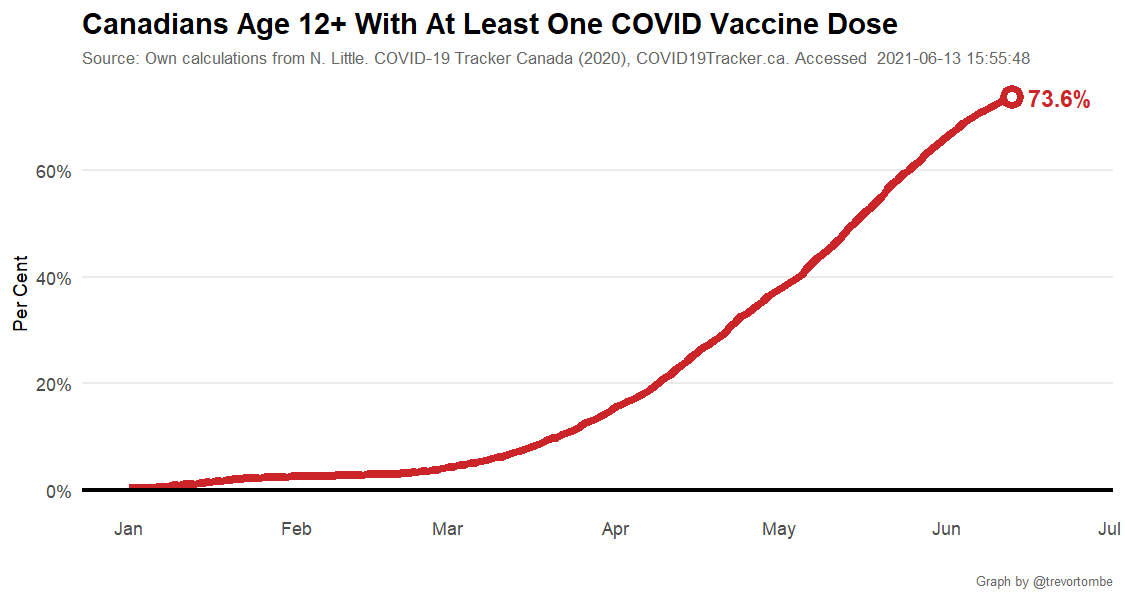 Canadians Age 12+ With At Least One COVID Vaccine Dose
Source: Own calculations from N. Little. COVID-19 Tracker Canada (2020), COVID19Tracker.ca. Accessed  2021-06-13 15:55:48
73.6%
60%
40%
20%
0%
Per Cent
Jan Feb Mar Apr May Jun Jul
Graph by @trevortombe